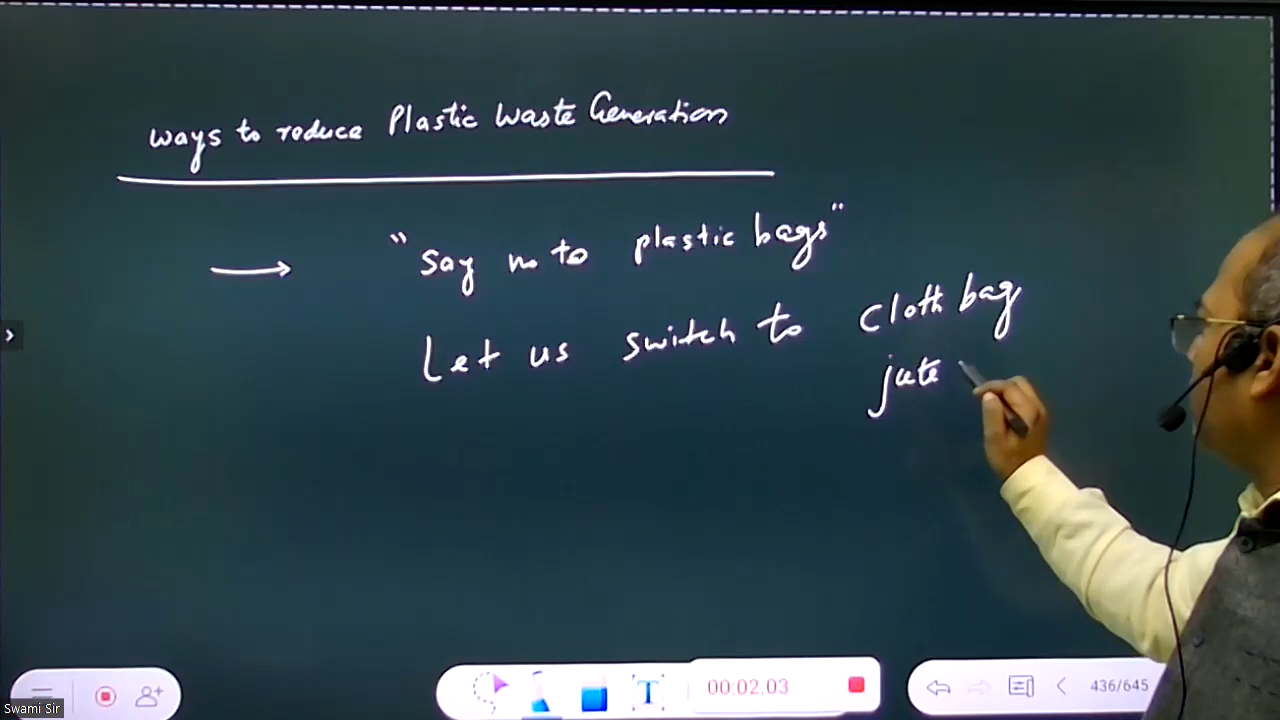 ways to reduce Plastic Waste Generation
"say no to plastic bags"
Let us switch to cloth bag
jute
T
00:02.03
436/645
Swami Sir